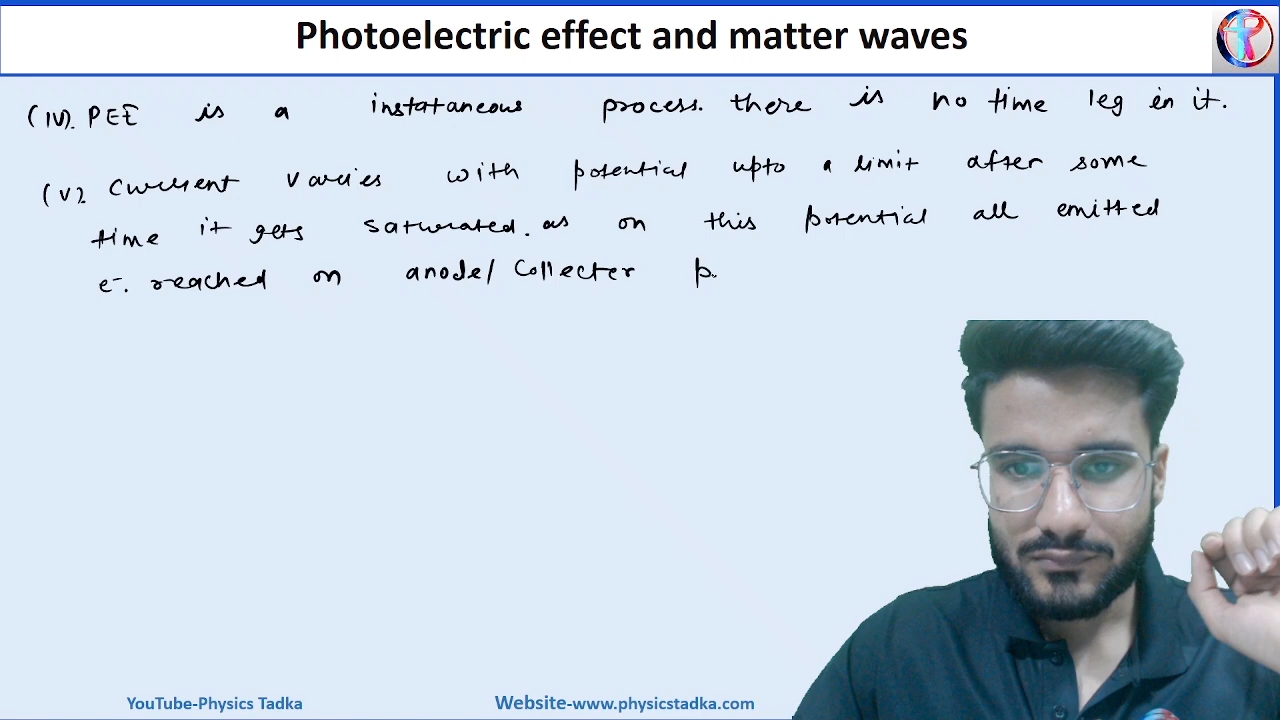 Photoelectric effect and matter waves
(IV). PEE is a instataneous process. there is no time leg in it.
(V). Current varies with potential upto a limit after some
time it gets saturated. as on this potential all emitted
e-. reached on anode/ Collecter p
YouTube-Physics Tadka
Website-www.physicstadka.com